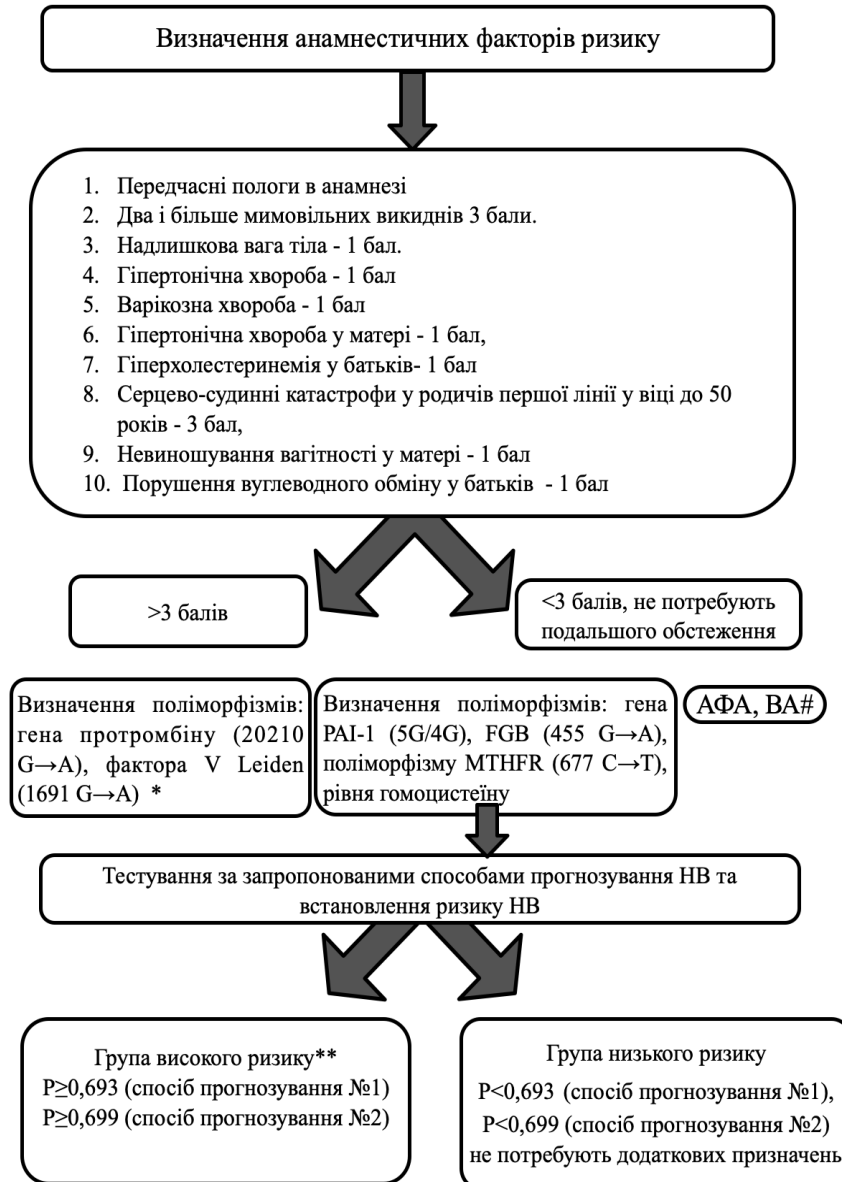 Визначення анамнестичних факторів ризику
1. Передчасні пологи в анамнезі
2. Два і більше мимовільних викиднів 3 бали.
3. Надлишкова вага тіла - 1 бал.
4. Гіпертонічна хвороба - 1 бал
5. Варікозна хвороба - 1 бал
6. Гіпертонічна хвороба у матері - 1 бал,
7. Гіперхолестеринемія у батьків- 1 бал
8. Серцево-судинні катастрофи у родичів першої лінії у віці до 50
років - 3 бал,
9. Невиношування вагітності у матері - 1 бал
10. Порушення вуглеводного обміну у батьків - 1 бал
>3 балів
<3 балів, не потребують
подальшого обстеження
Визначення поліморфізмів:
гена протромбіну (20210
G→A), фактора V Leiden
(1691 G→A) *
Визначення поліморфізмів: гена
PAI-1 (5G/4G), FGB (455 G→A),
поліморфізму MTHFR (677 C→T),
рівня гомоцистеїну
АФА, ВА#
Тестування за запропонованими способами прогнозування НВ та
встановлення ризику НВ
Група високого ризику**
P≥0,693 (спосіб прогнозування №1)
P≥0,699 (спосіб прогнозування №2)
Група низького ризику
P<0,693 (спосіб прогнозування №1),
P<0,699 (спосіб прогнозування №2)
не потребують додаткових призначень